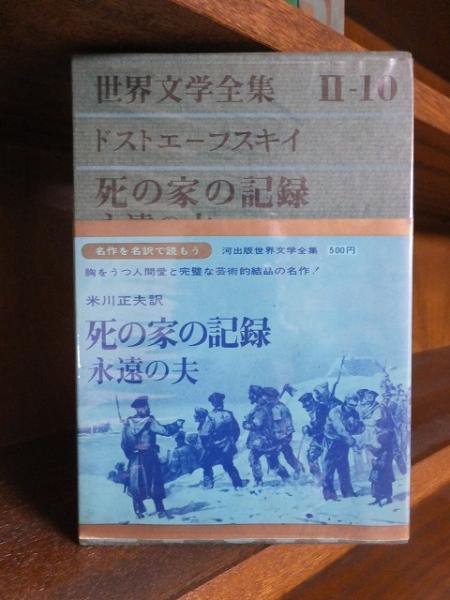 世界文学全集 Ⅱ-10
ドストエーフスキイ
死の家の記録
永遠の夫
名作を名訳で読もう 河出版世界文学全集 500円
胸をうつ人間愛と完璧な芸術的結晶の名作!
米川正夫訳
死の家の記録
永遠の夫